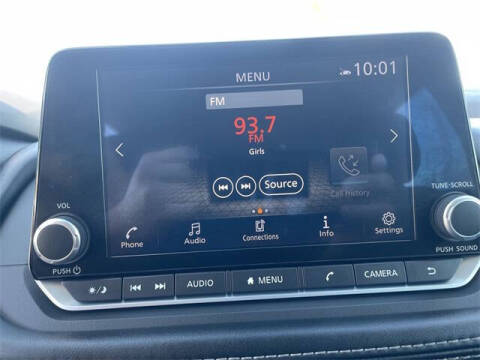 MENU
10:01
FM
93.7
FM
Girls
Source
Call History
VOL
PUSH
TUNE·SCROLL
PUSH SOUND
Phone
Audio
Connections
Info
Settings
AUDIO
MENU
CAMERA